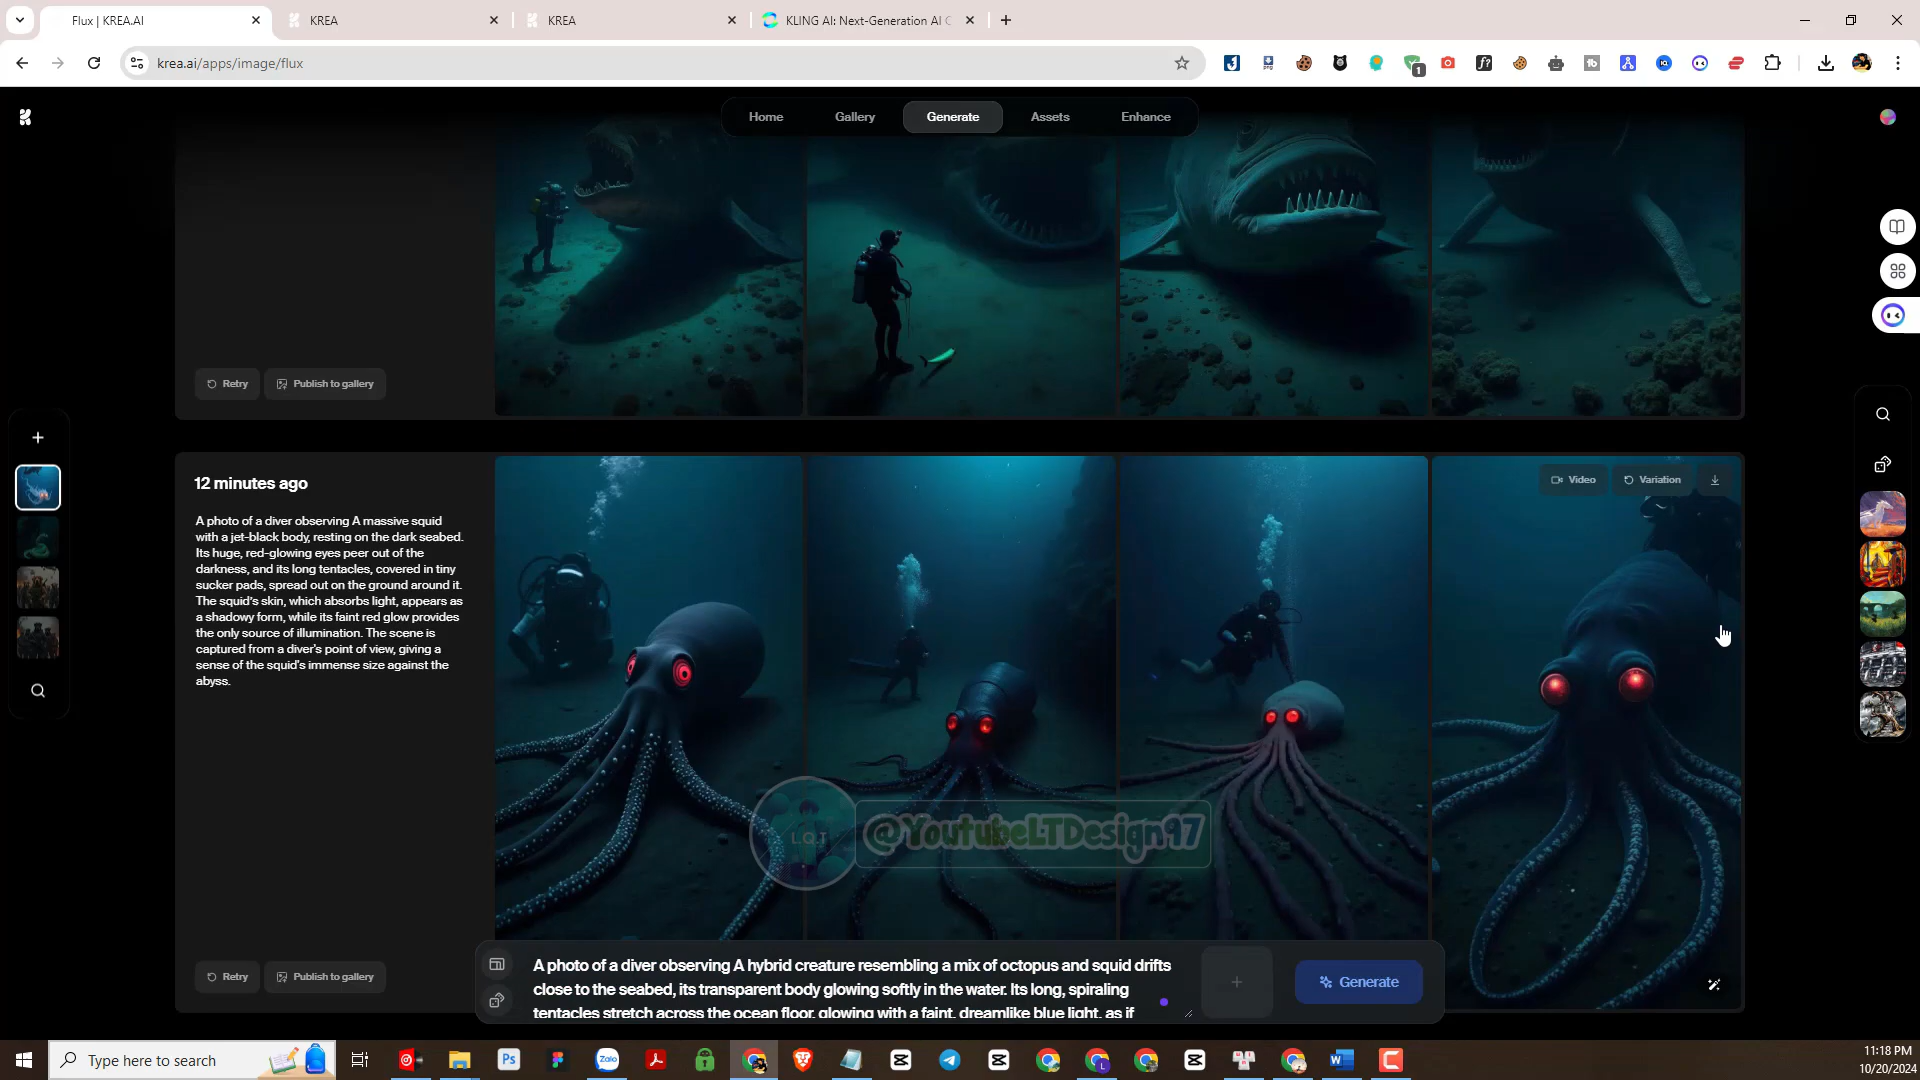 Flux | KREA.AI
KREA
KREA
KLING AI: Next-Generation AI C
krea.ai/apps/image/flux
1
Home
Gallery
Generate
Assets
Enhance
Retry
Publish to gallery
12 minutes ago
A photo of a diver observing A massive squid
with a jet-black body, resting on the dark seabed.
Its huge, red-glowing eyes peer out of the
darkness, and its long tentacles, covered in tiny
sucker pads, spread out on the ground around it.
The squid's skin, which absorbs light, appears as
a shadowy form, while its faint red glow provides
the only source of illumination. The scene is
captured from a diver's point of view, giving a
sense of the squid's immense size against the
abyss.
Video
Variation
L.Q.T
@YoutubeLTDesign97
Retry
Publish to gallery
A photo of a diver observing A hybrid creature resembling a mix of octopus and squid drifts
close to the seabed, its transparent body glowing softly in the water. Its long, spiraling
tentacles stretch across the ocean floor, glowing with a faint, dreamlike blue light, as if
Generate
Type here to search
11:18 PM
10/20/2024